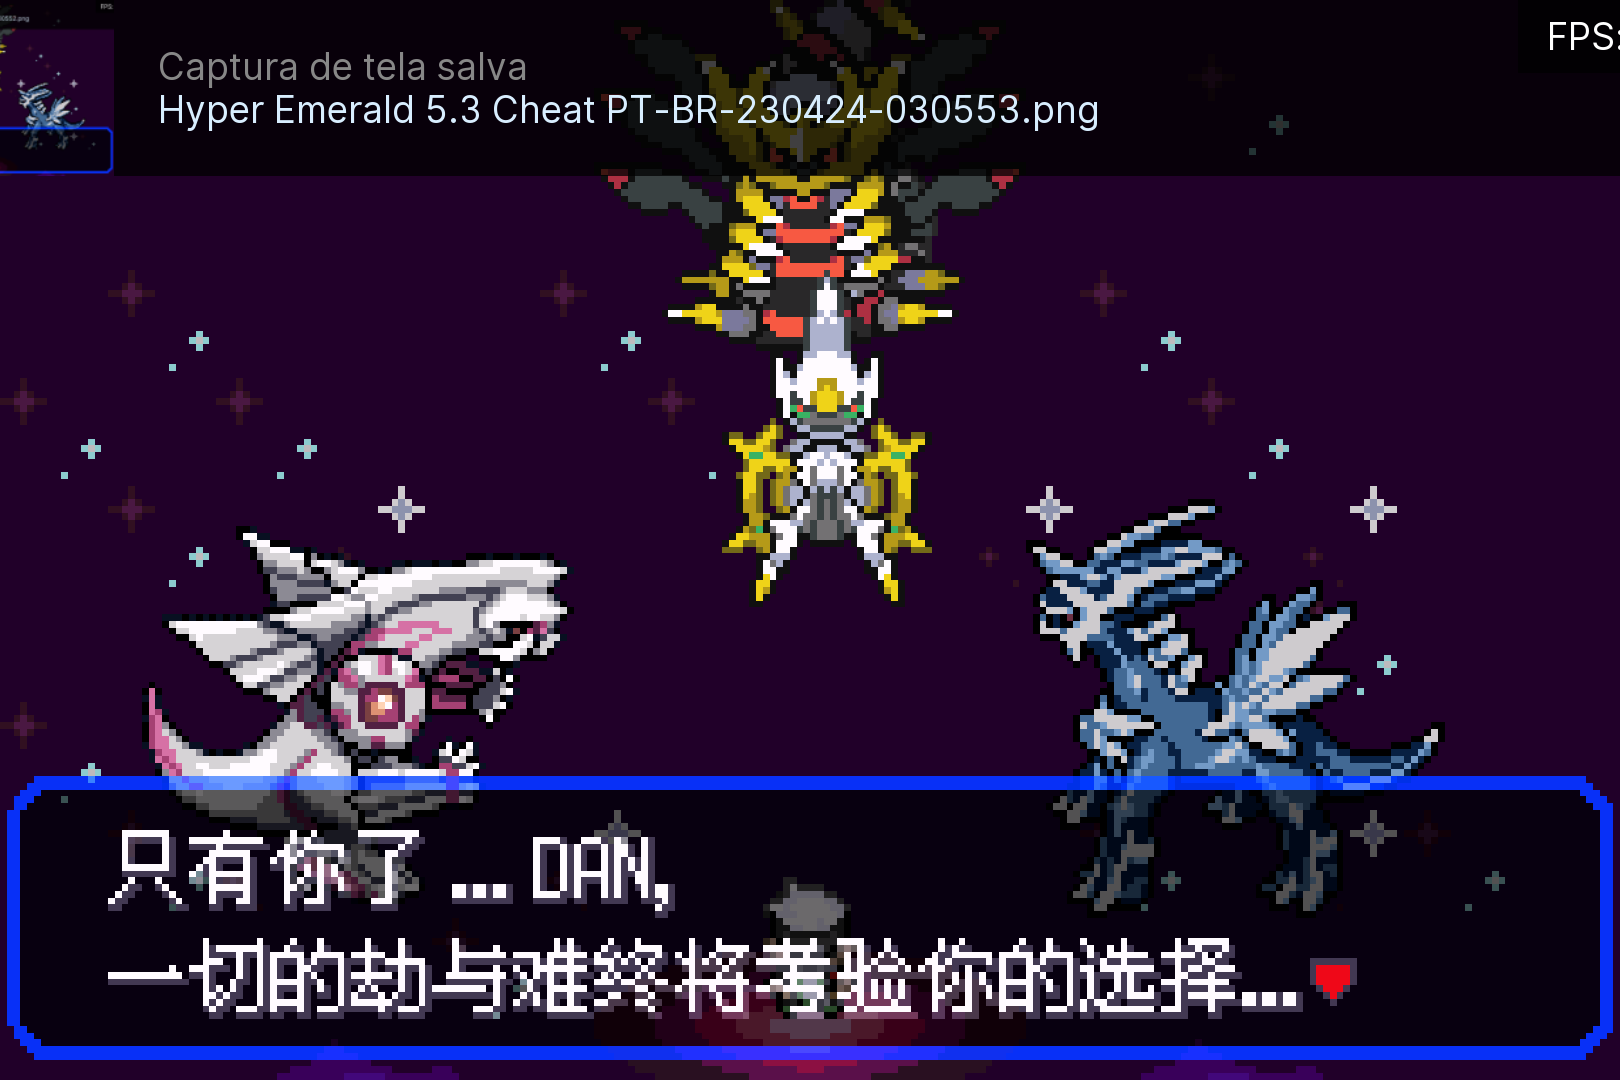 FPS:
Captura de tela salva
Hyper Emerald 5.3 Cheat PT-BR-230424-030553.png
只有你了 ... DAN,
一切的劫与难终将考验你的选择...